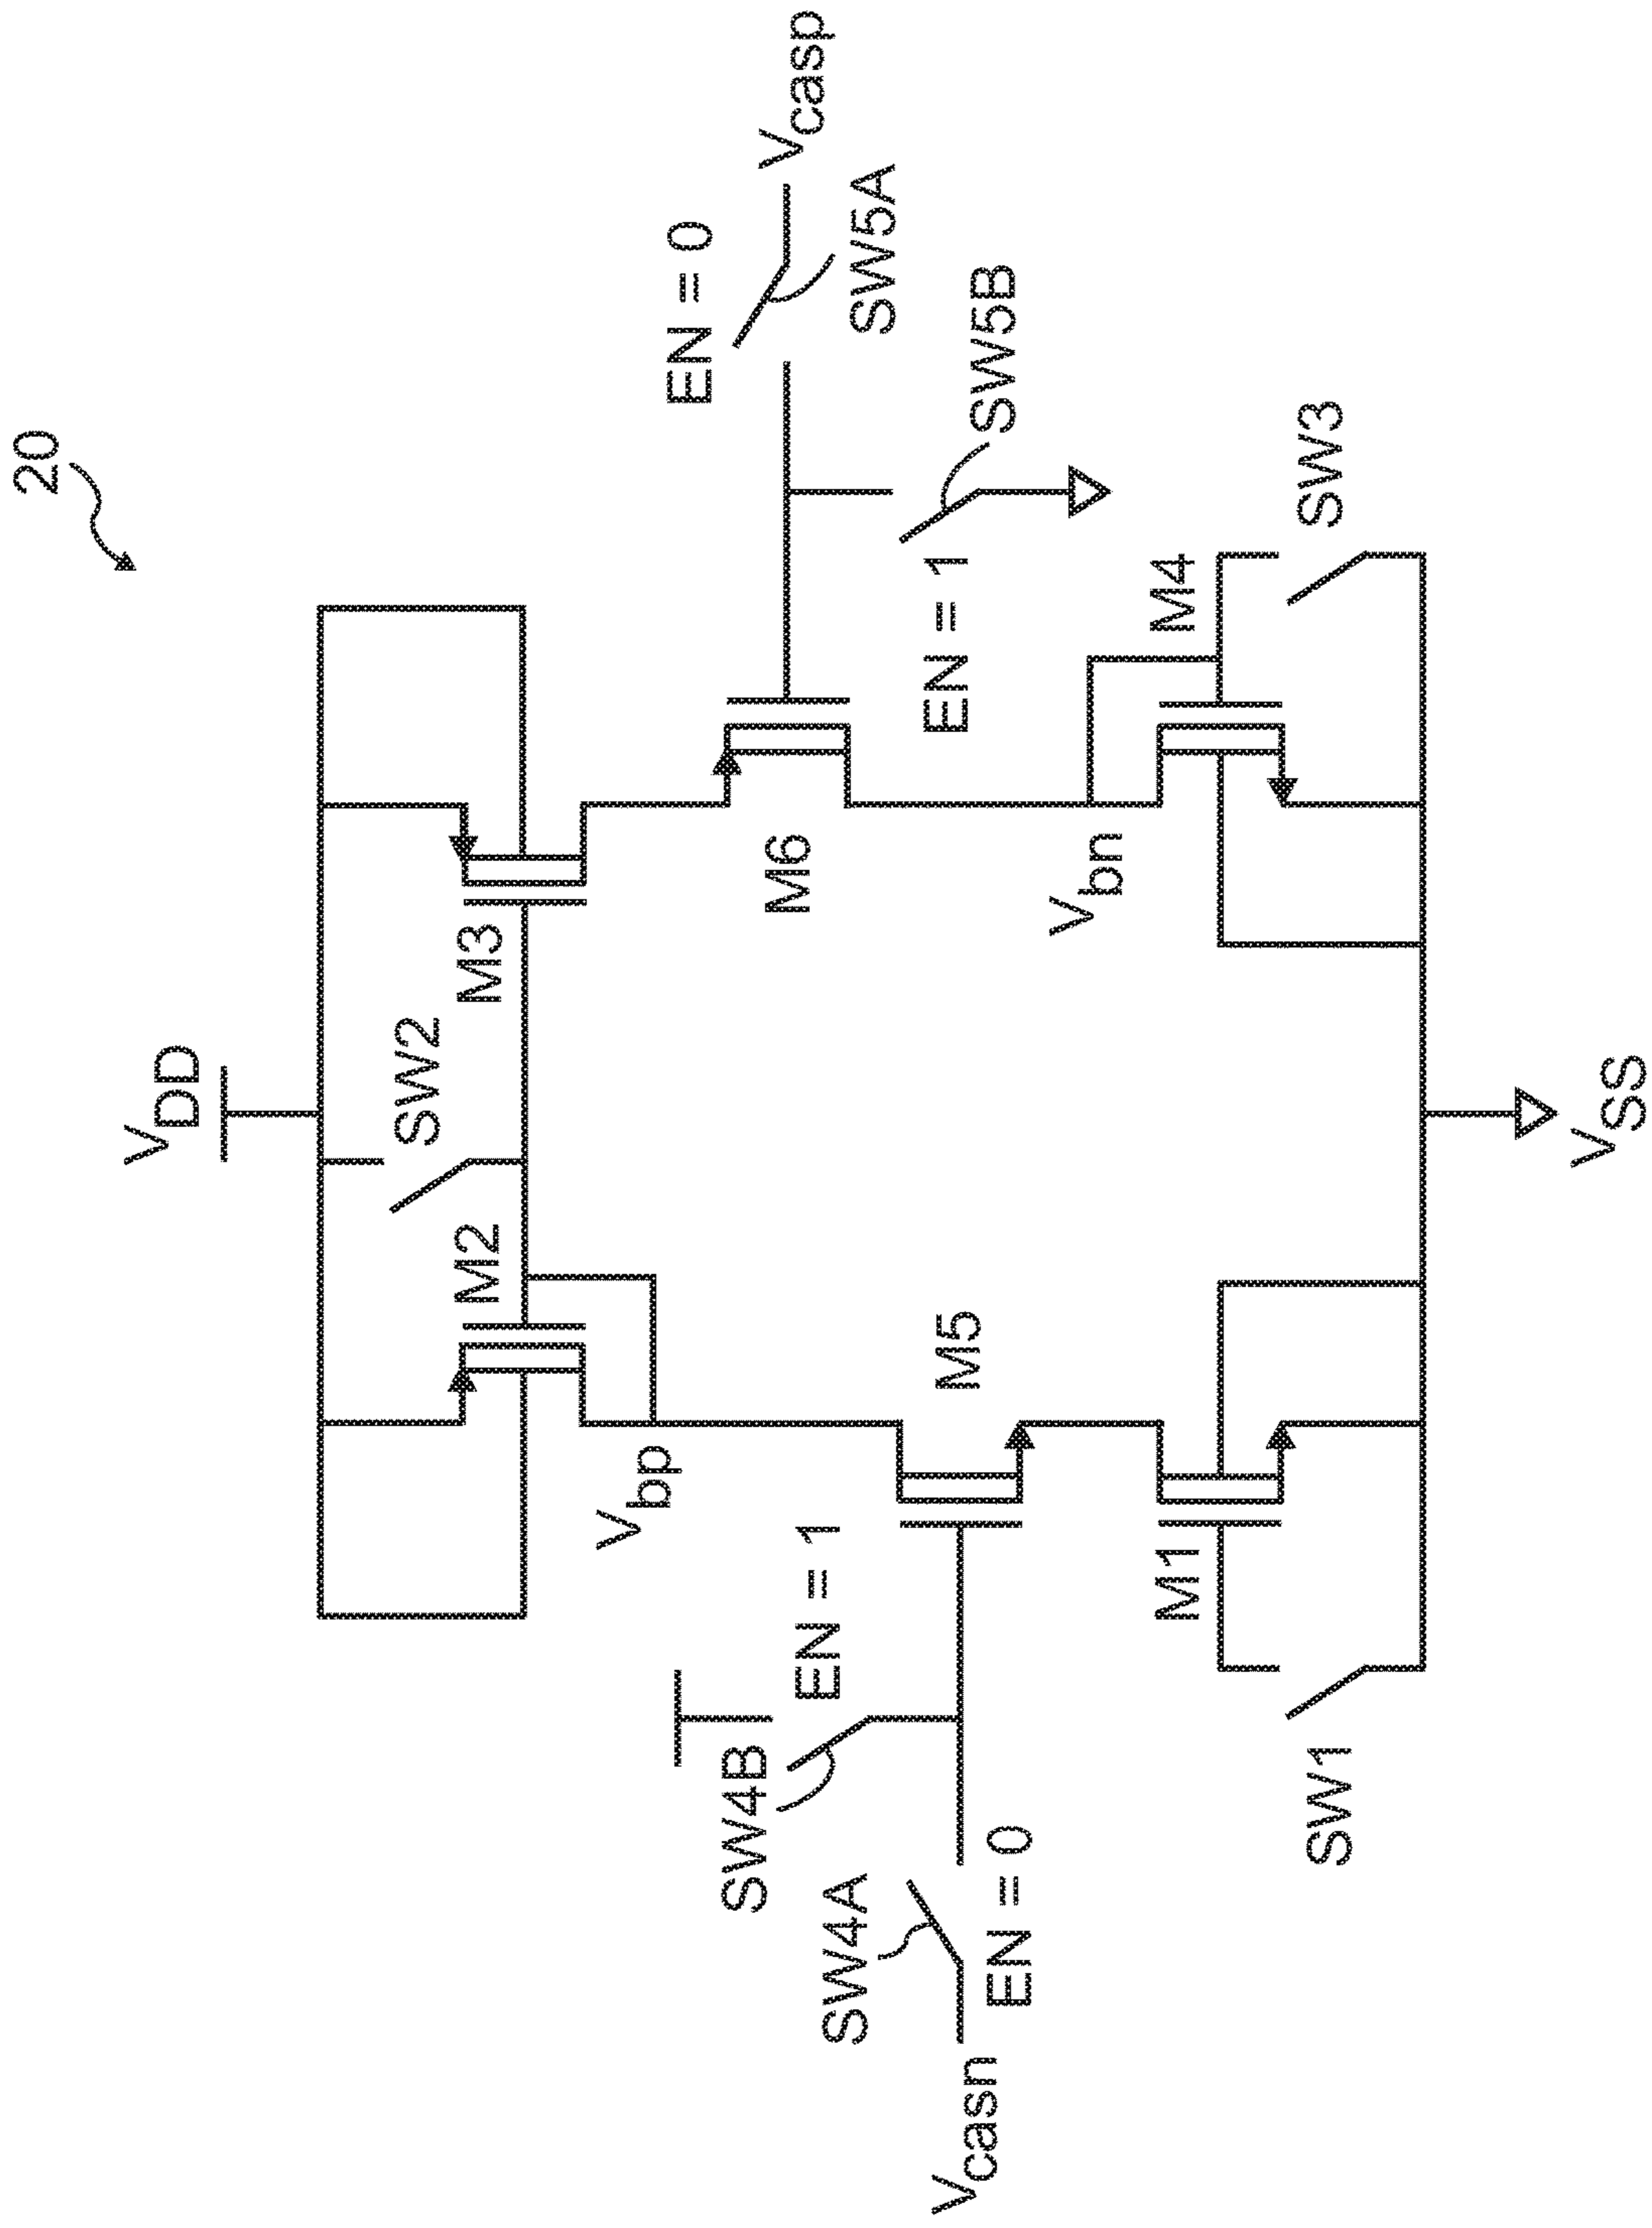 20
V_DD
SW2
M2
M3
EN = 0
V_casp
SW5A
SW5B
EN = 1
M6
V_bp
V_bn
M5
M4
SW3
EN = 1
SW4B
SW4A
EN = 0
V_casn
M1
SW1
V_SS